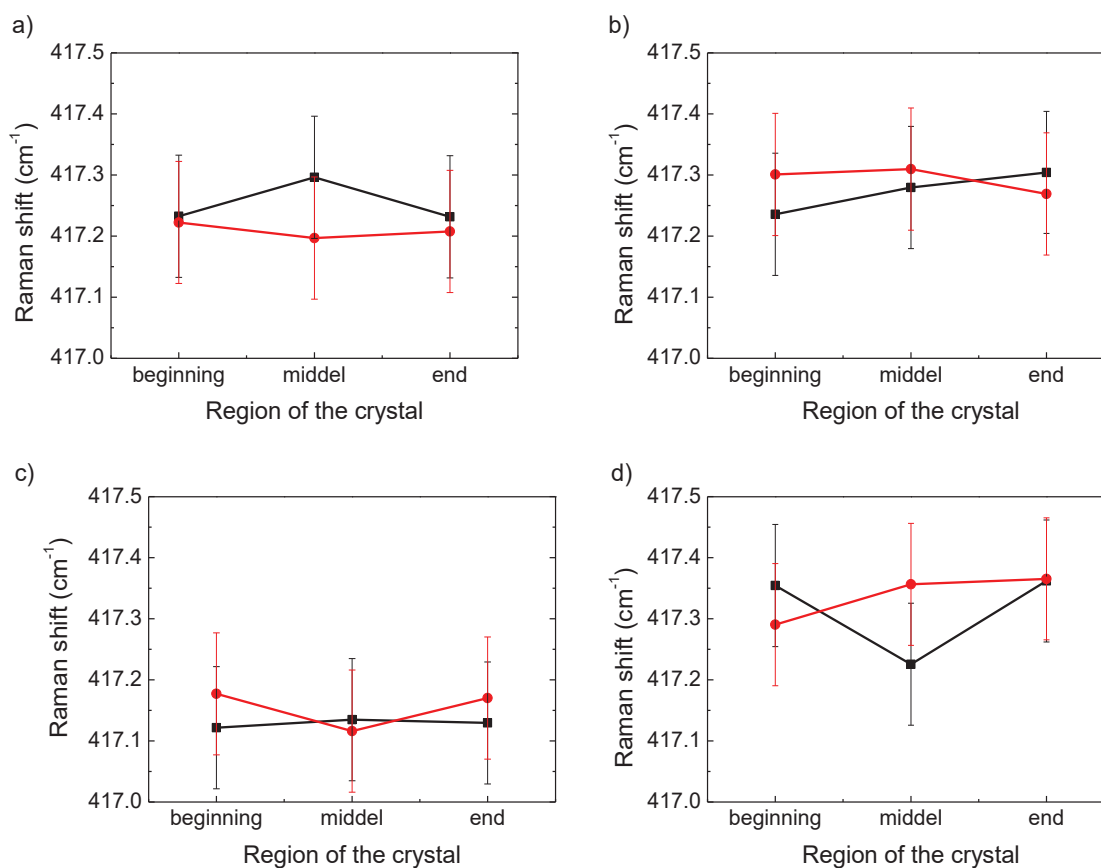 a)
417.5
417.4
417.3
417.2
417.1
417.0
Raman shift (cm⁻¹)
beginning middel end
Region of the crystal
b)
417.5
417.4
417.3
417.2
417.1
417.0
Raman shift (cm⁻¹)
beginning middel end
Region of the crystal
c)
417.5
417.4
417.3
417.2
417.1
417.0
Raman shift (cm⁻¹)
beginning middel end
Region of the crystal
d)
417.5
417.4
417.3
417.2
417.1
417.0
Raman shift (cm⁻¹)
beginning middel end
Region of the crystal